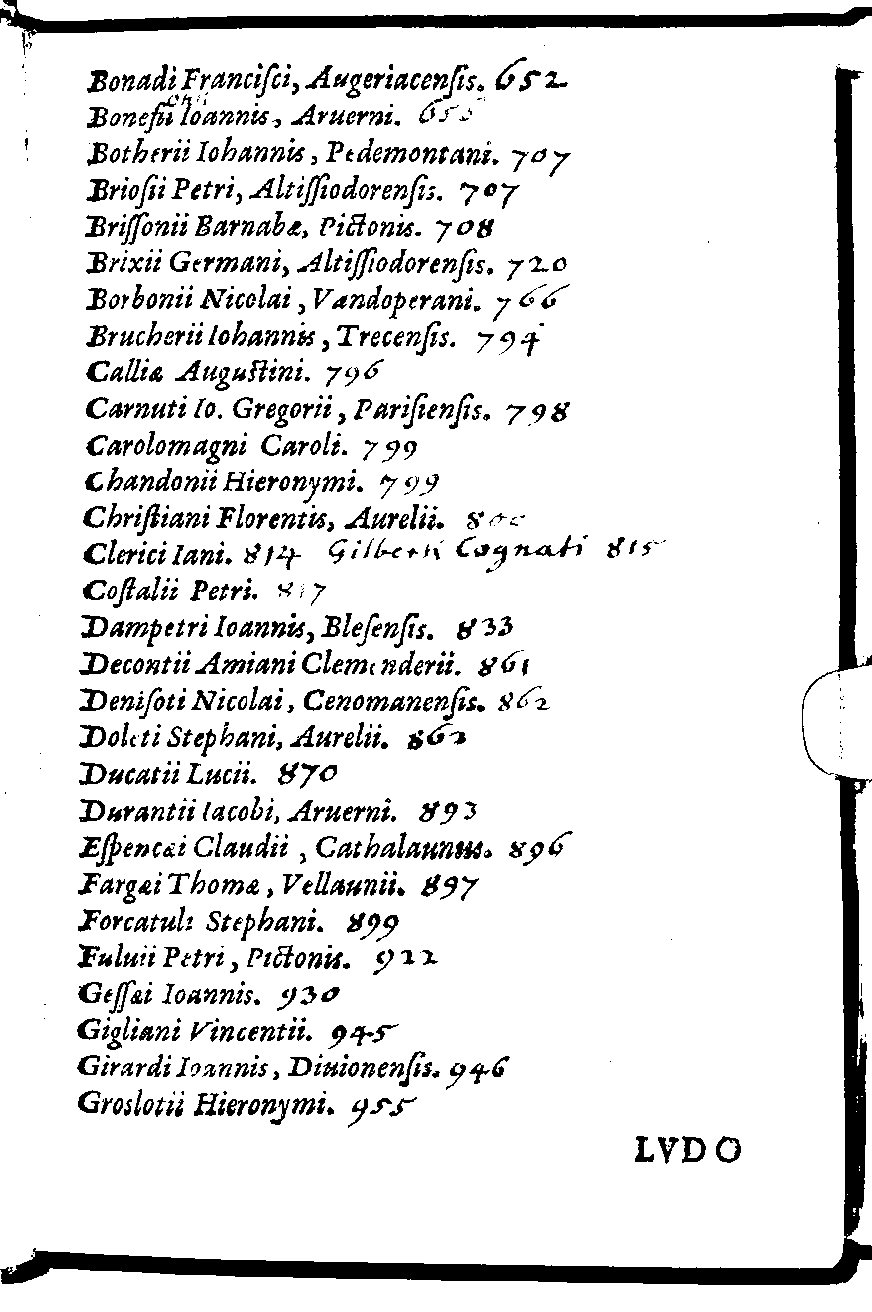 Bonadi Franciſci, Augeriacenſis. 652
Boneſii Ioannis, Aruerni. 655
Botherii Iohannis, Pedemontani. 707
Brioſii Petri, Altiſſiodorenſis. 707
Briſſonii Barnabæ, Pictonis. 708
Brixii Germani, Altiſſiodorenſis. 720
Borbonii Nicolai, Vandoperani. 766
Brucherii Iohannis, Trecenſis. 794
Calliæ Auguſtini. 796
Carnuti Io. Gregorii, Pariſienſis. 798
Carolomagni Caroli. 799
Chandonii Hieronymi. 799
Chriſtiani Florentis, Aurelii.
Clerici Iani. 814 Gilberti Cognati 815
Coſtalii Petri. 817
Dampetri Ioannis, Bleſenſis. 833
Decontii Amiani Clemenderii. 861
Deniſoti Nicolai, Cenomanenſis. 862
Doleti Stephani, Aurelii. 862
Ducatii Lucii. 870
Durantii Iacobi, Aruerni. 893
Eſpencæi Claudii, Cathalaunus. 896
Fargæi Thomæ, Vellaunii. 897
Forcatuli Stephani. 899
Fuluii Petri, Pictonis. 922
Geſſæi Ioannis. 930
Gigliani Vincentii. 945
Girardi Ioannis, Diuionenſis. 946
Groslotii Hieronymi. 955
LVDO